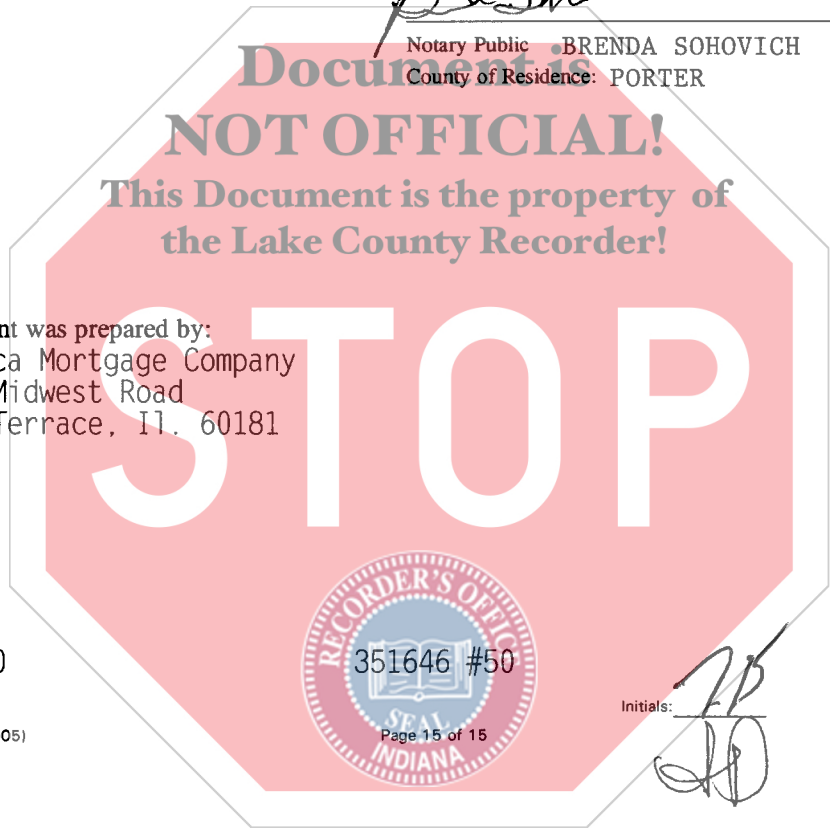 Notary Public BRENDA SOHOVICH
County of Residence: PORTER
Document is
NOT OFFICIAL!
This Document is the property of
the Lake County Recorder!
STOP
nt was prepared by:
ca Mortgage Company
Midwest Road
Terrace, Il. 60181
RECORDER'S OFFICE
SEAL
INDIANA
351646 #50
Initials:
05)
Page 15 of 15